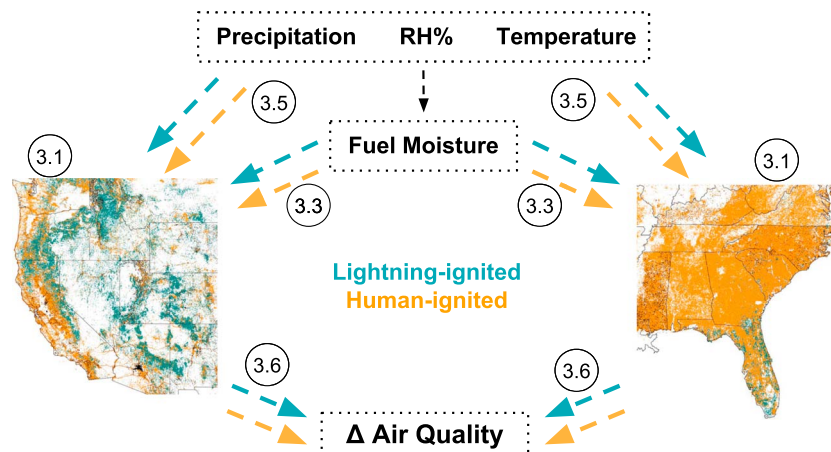 Precipitation RH% Temperature
3.5
3.5
3.1
Fuel Moisture
3.1
3.3
3.3
Lightning-ignited
Human-ignited
3.6
3.6
Δ Air Quality